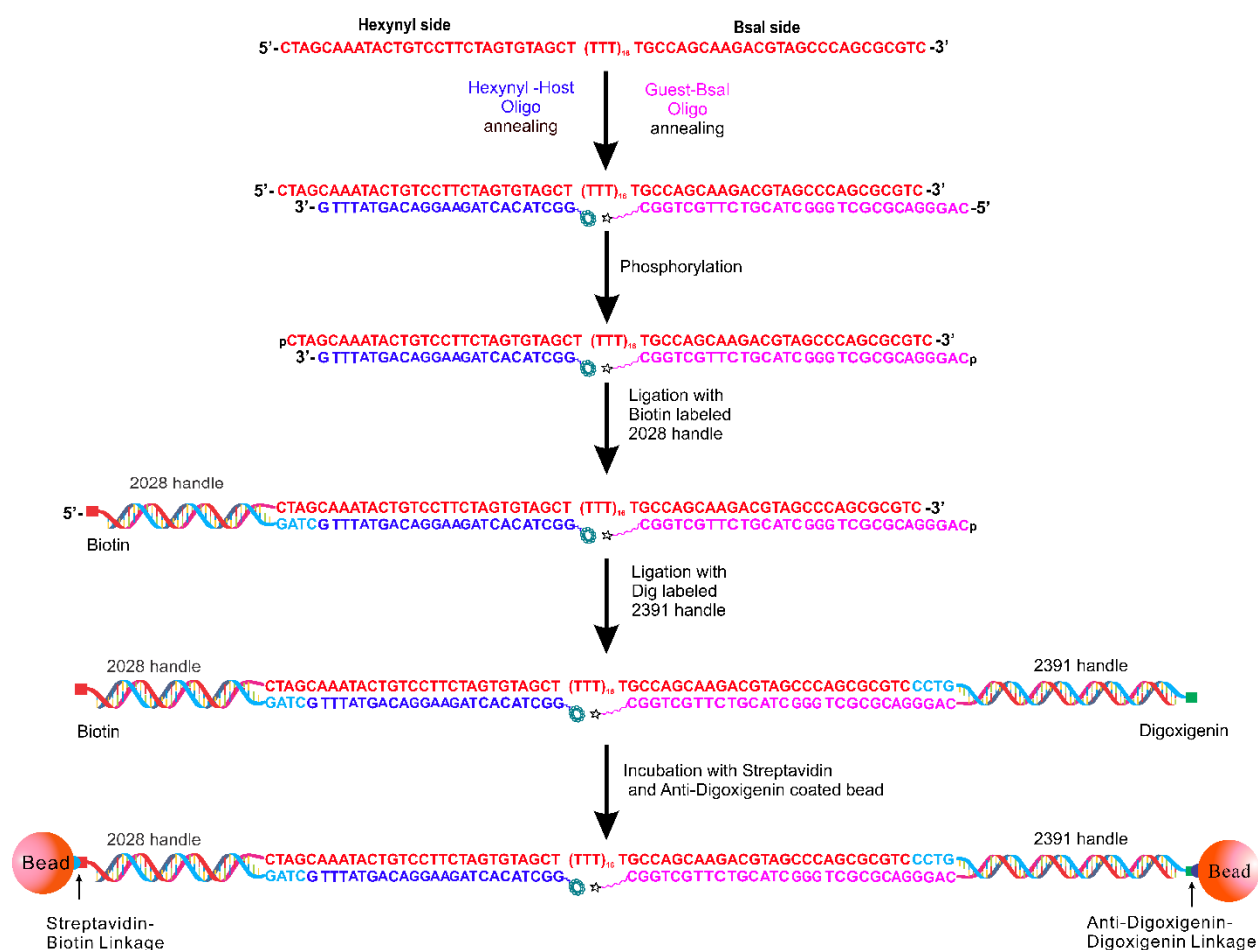 Hexynyl side
BsaI side
5’-CTAGCAAATACTGTCCTTCTAGTGTAGCT (TTT)16 TGCCAGCAAGACGTAGCCCAGCGCGTC -3’
Hexynyl -Host
Oligo
annealing
Guest-BsaI
Oligo
annealing
5’-CTAGCAAATACTGTCCTTCTAGTGTAGCT (TTT)16 TGCCAGCAAGACGTAGCCCAGCGCGTC -3’
3’-GTTTATGACAGGAAGATCACATCGG
CGGTCGTTCTGCATCGGGTCGCGCAGGGAC-5’
Phosphorylation
pCTAGCAAATACTGTCCTTCTAGTGTAGCT (TTT)16 TGCCAGCAAGACGTAGCCCAGCGCGTC -3’
3’-GTTTATGACAGGAAGATCACATCGG
CGGTCGTTCTGCATCGGGTCGCGCAGGGACp
Ligation with
Biotin labeled
2028 handle
2028 handle
5’-
CTAGCAAATACTGTCCTTCTAGTGTAGCT (TTT)16 TGCCAGCAAGACGTAGCCCAGCGCGTC -3’
GATCGTTTATGACAGGAAGATCACATCGG
CGGTCGTTCTGCATCGGGTCGCGCAGGGACp
Biotin
Ligation with
Dig labeled
2391 handle
2028 handle
2391 handle
CTAGCAAATACTGTCCTTCTAGTGTAGCT (TTT)16 TGCCAGCAAGACGTAGCCCAGCGCGTCCCTG
GATCGTTTATGACAGGAAGATCACATCGG
CGGTCGTTCTGCATCGGGTCGCGCAGGGAC
Biotin
Digoxigenin
Incubation with Streptavidin
and Anti-Digoxigenin coated bead
2028 handle
2391 handle
Bead
CTAGCAAATACTGTCCTTCTAGTGTAGCT (TTT)16 TGCCAGCAAGACGTAGCCCAGCGCGTCCCTG
GATCGTTTATGACAGGAAGATCACATCGG
CGGTCGTTCTGCATCGGGTCGCGCAGGGAC
Bead
Streptavidin-
Biotin Linkage
Anti-Digoxigenin-
Digoxigenin Linkage